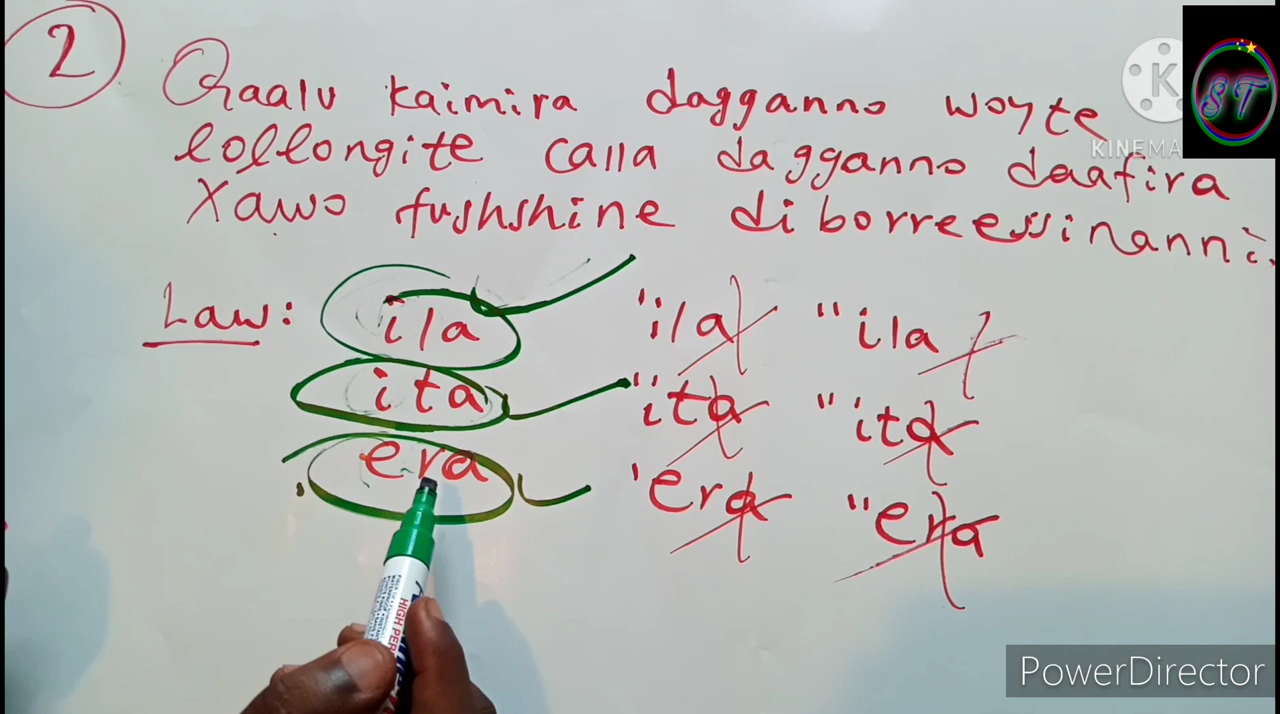 2
Qaalu kaimira dagganno woyte
lollongite calla dagganno daafira
Xawo fushshine diborreessinanni.
Law: ila 'ila "ila
ita "ita "ita
era 'era "era
K
KINEMA
ST
PowerDirector